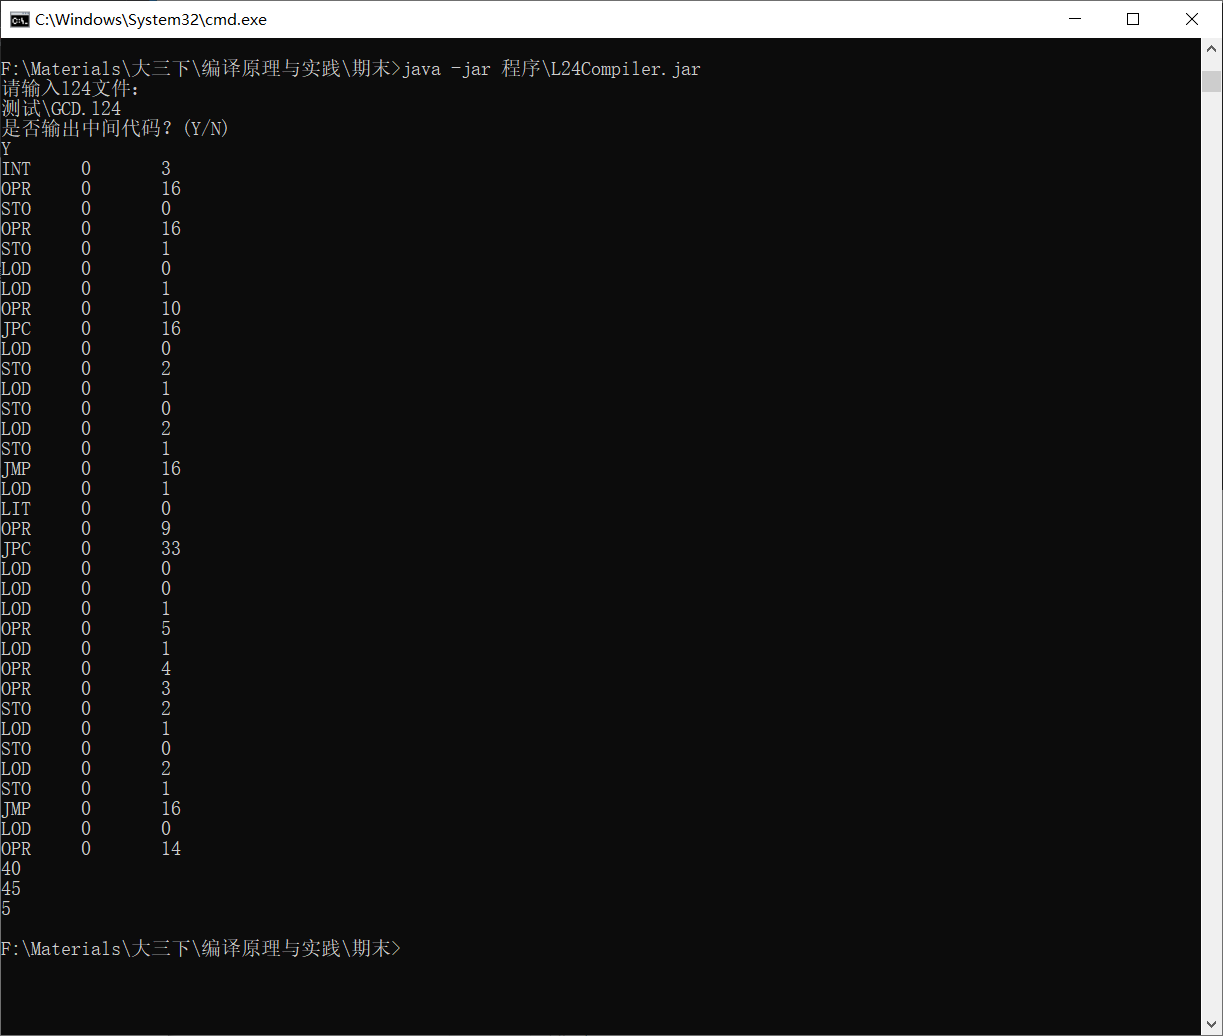 C:\Windows\System32\cmd.exe
F:\Materials\大三下\编译原理与实践\期末>java -jar 程序\L24Compiler.jar
请输入l24文件:
测试\GCD.l24
是否输出中间代码? (Y/N)
Y
INT 0 3
OPR 0 16
STO 0 0
OPR 0 16
STO 0 1
LOD 0 0
LOD 0 1
OPR 0 10
JPC 0 16
LOD 0 0
STO 0 2
LOD 0 1
STO 0 0
LOD 0 2
STO 0 1
JMP 0 16
LOD 0 1
LIT 0 0
OPR 0 9
JPC 0 33
LOD 0 0
LOD 0 0
LOD 0 1
OPR 0 5
LOD 0 1
OPR 0 4
OPR 0 3
STO 0 2
LOD 0 1
STO 0 0
LOD 0 2
STO 0 1
JMP 0 16
LOD 0 0
OPR 0 14
40
45
5
F:\Materials\大三下\编译原理与实践\期末>